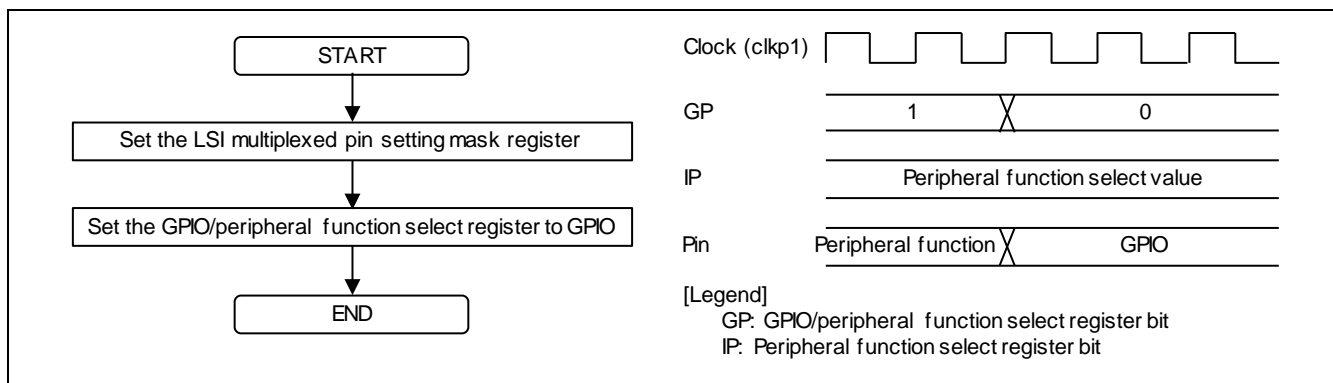 START
Set the LSI multiplexed pin setting mask register
Set the GPIO/peripheral function select register to GPIO
END
Clock (clkp1)
GP
1
0
IP
Peripheral function select value
Pin
Peripheral function
GPIO
[Legend]
GP: GPIO/peripheral function select register bit
IP: Peripheral function select register bit